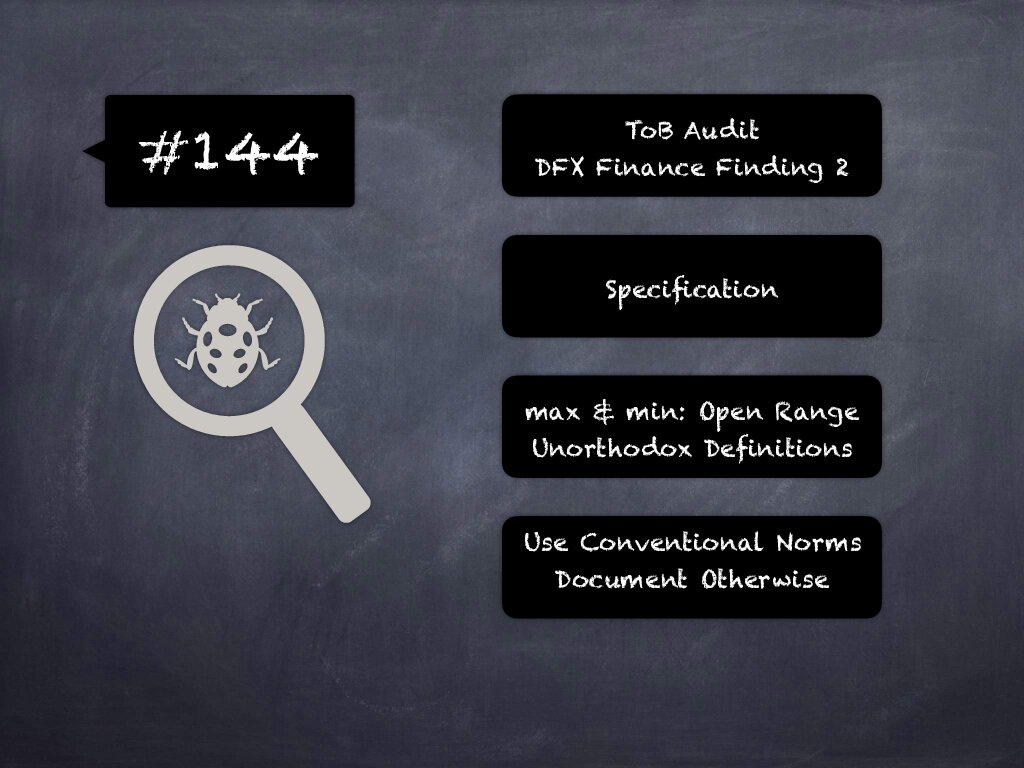 #144
ToB Audit
DFX Finance Finding 2
Specification
max & min: Open Range
Unorthodox Definitions
Use Conventional Norms
Document Otherwise